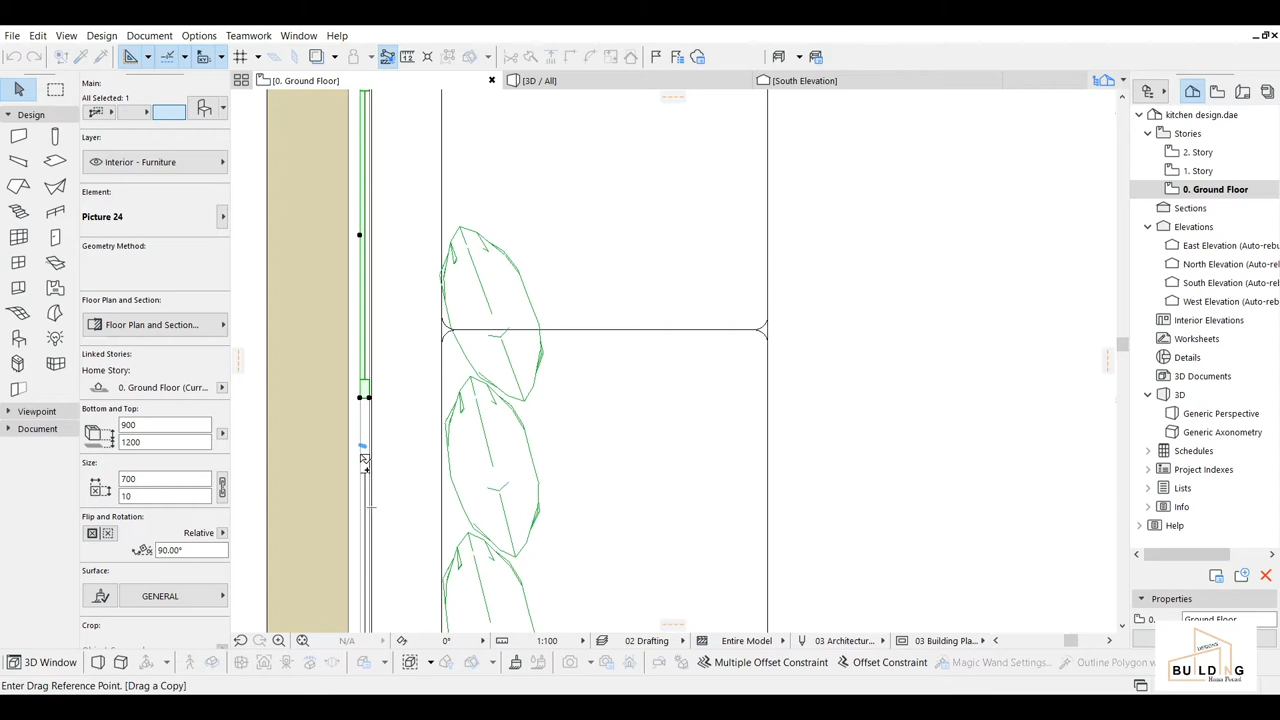 File Edit View Design Document Options Teamwork Window Help
[0. Ground Floor] [3D / All] [South Elevation]
Main:
All Selected: 1
Design
Layer:
Interior - Furniture
Element:
Picture 24
Geometry Method:
Floor Plan and Section:
Floor Plan and Section...
Linked Stories:
Home Story:
0. Ground Floor (Curr...
Viewpoint
Bottom and Top:
Document
900
1200
Size:
700
10
Flip and Rotation:
Relative
90.00°
Surface:
GENERAL
Crop:
kitchen design.dae
Stories
2. Story
1. Story
0. Ground Floor
Sections
Elevations
East Elevation (Auto-rebu
North Elevation (Auto-rel
South Elevation (Auto-rel
West Elevation (Auto-reb
Interior Elevations
Worksheets
Details
3D Documents
3D
Generic Perspective
Generic Axonometry
Schedules
Project Indexes
Lists
Info
Help
Properties
0. Ground Floor
N/A 0° 1:100 02 Drafting Entire Model 03 Architectur... 03 Building Pla...
3D Window Multiple Offset Constraint Offset Constraint Magic Wand Settings... Outline Polygon w
Enter Drag Reference Point. [Drag a Copy]
DESIGNS
BUILDING